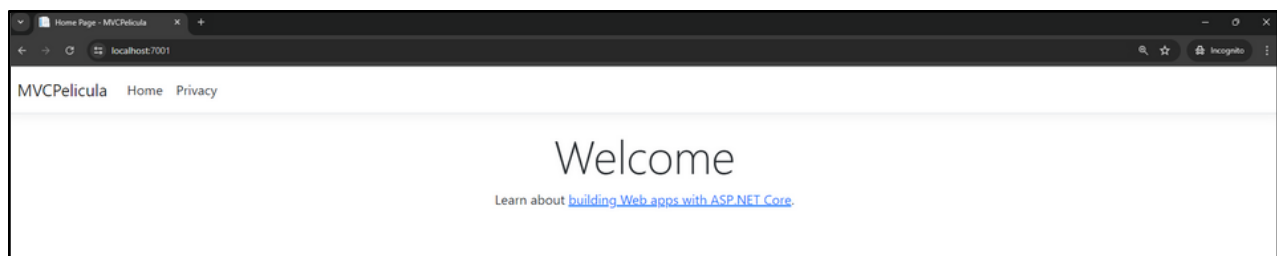 Home Page - MVCPelicula
localhost:7001
Incognito
MVCPelicula Home Privacy
Welcome
Learn about building Web apps with ASP.NET Core.